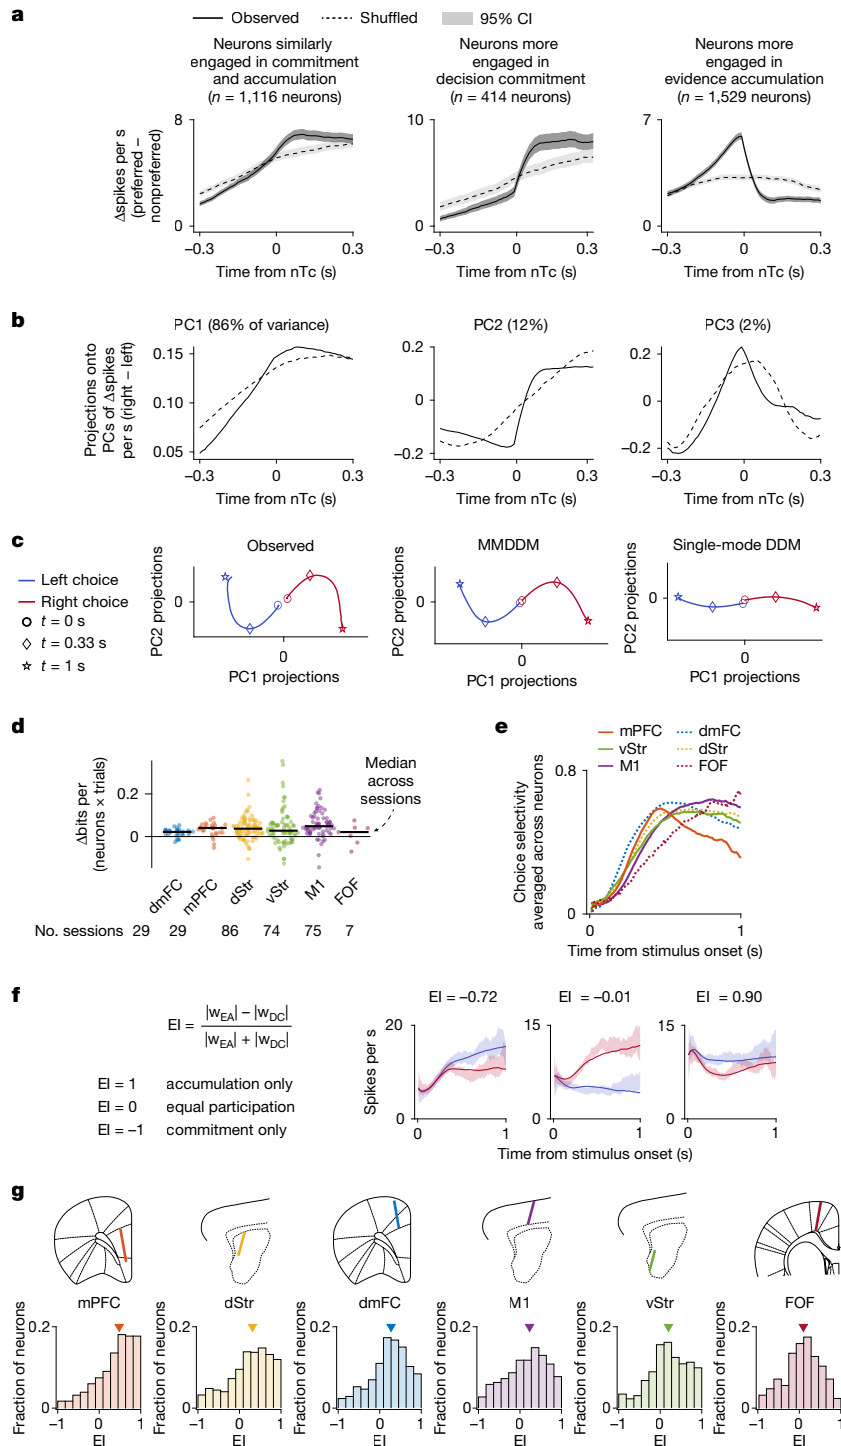 a
Observed
Shuffled
95% CI
Neurons similarly
engaged in commitment
and accumulation
(n = 1,116 neurons)
Neurons more
engaged in
decision commitment
(n = 414 neurons)
Neurons more
engaged in
evidence accumulation
(n = 1,529 neurons)
Δspikes per s
(preferred –
nonpreferred)
8
0
–0.3
0
0.3
Time from nTc (s)
10
0
–0.3
0
0.3
Time from nTc (s)
7
0
–0.3
0
0.3
Time from nTc (s)
b
PC1 (86% of variance)
PC2 (12%)
PC3 (2%)
Projections onto
PCs of Δspikes
per s (right – left)
0.15
0.10
0.05
–0.3
0
0.3
Time from nTc (s)
0.2
0
–0.2
–0.3
0
0.3
Time from nTc (s)
0.2
0
–0.2
–0.3
0
0.3
Time from nTc (s)
c
Left choice
Right choice
t = 0 s
t = 0.33 s
t = 1 s
Observed
PC2 projections
0
0
PC1 projections
MMDDM
PC2 projections
0
0
PC1 projections
Single-mode DDM
PC2 projections
0
0
PC1 projections
d
Δbits per
(neurons × trials)
0.2
0
Median
across
sessions
dmFC
mPFC
dStr
vStr
M1
FOF
No. sessions 29 29 86 74 75 7
e
mPFC
vStr
M1
dmFC
dStr
FOF
Choice selectivity
averaged across neurons
0.8
0
0
1
Time from stimulus onset (s)
f
EI = |wEA| – |wDC|
|wEA| + |wDC|
EI = 1 accumulation only
EI = 0 equal participation
EI = –1 commitment only
EI = –0.72
EI = –0.01
EI = 0.90
Spikes per s
20
0
0
1
15
0
0
1
15
0
0
1
Time from stimulus onset (s)
g
mPFC
dStr
dmFC
M1
vStr
FOF
Fraction of neurons
0.2
0
–1
1
EI
Fraction of neurons
0.2
0
–1
1
EI
Fraction of neurons
0.2
0
–1
1
EI
Fraction of neurons
0.2
0
–1
1
EI
Fraction of neurons
0.2
0
–1
1
EI
Fraction of neurons
0.2
0
–1
1
EI